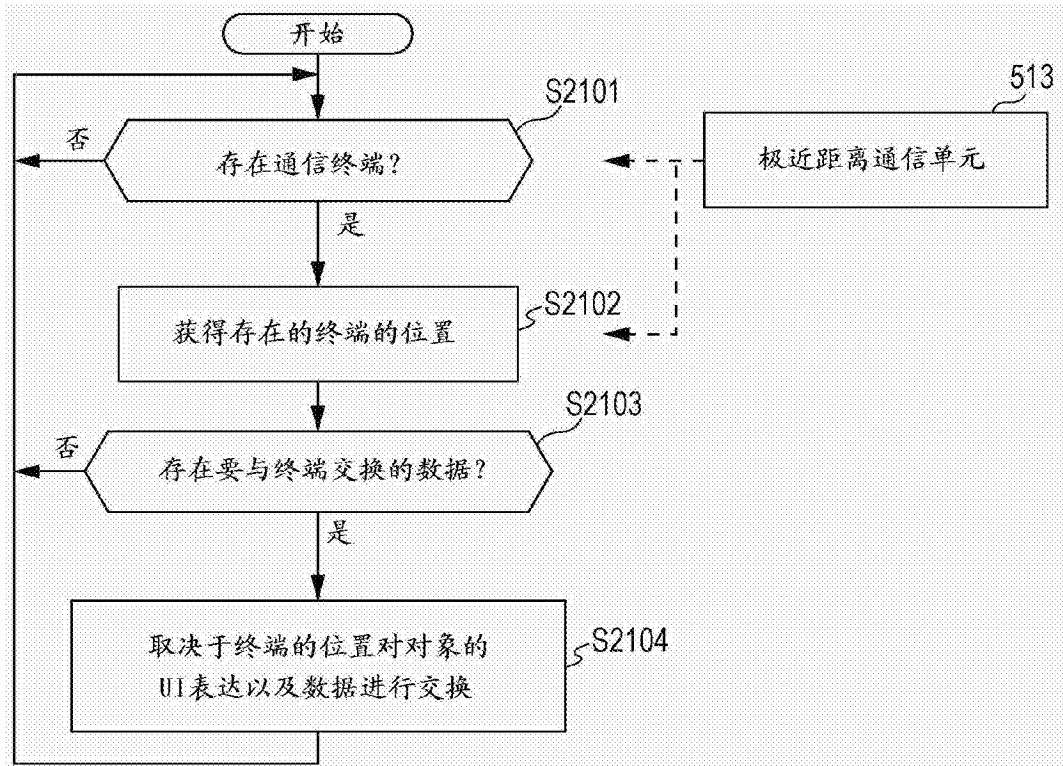 开始
S2101
513
否
存在通信终端?
极近距离通信单元
是
S2102
获得存在的终端的位置
S2103
否
存在要与终端交换的数据?
是
取决于终端的位置对对象的
UI表达以及数据进行交换
S2104